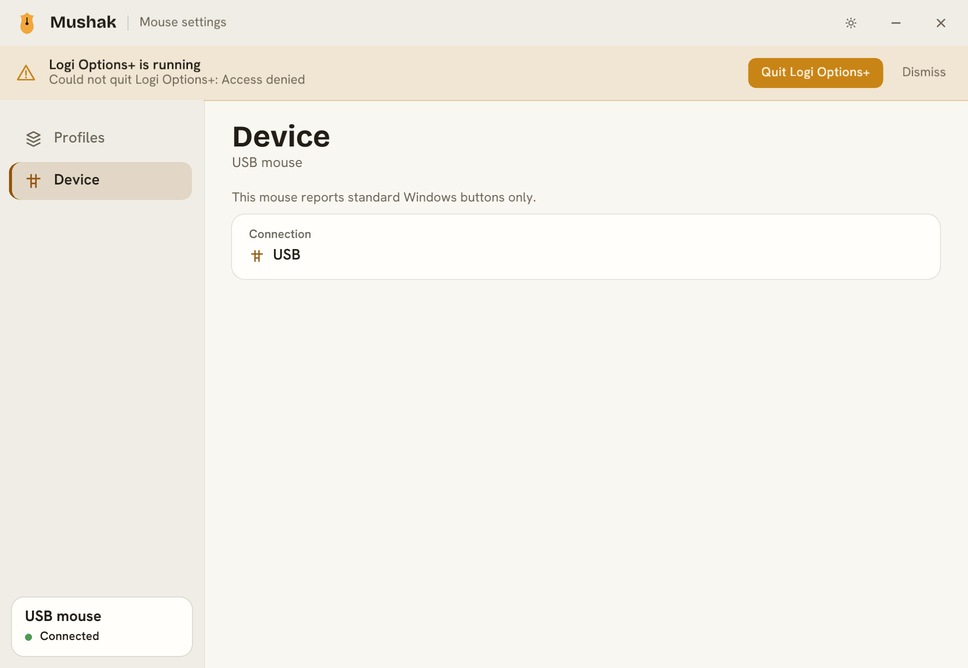 Mushak
Mouse settings
Logi Options+ is running
Could not quit Logi Options+: Access denied
Quit Logi Options+
Dismiss
Profiles
Device
Device
USB mouse
This mouse reports standard Windows buttons only.
Connection
USB
USB mouse
Connected